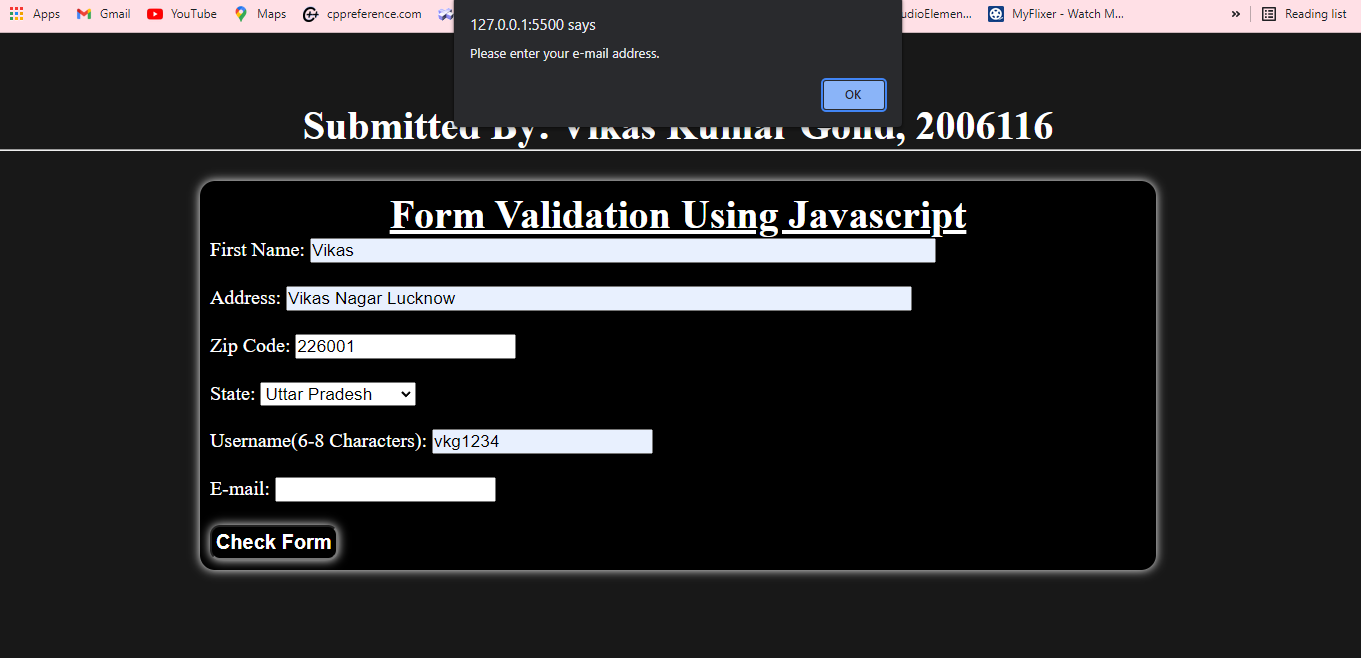 Apps Gmail YouTube Maps cppreference.com udioElemen... MyFlixer - Watch M... » Reading list
127.0.0.1:5500 says
Please enter your e-mail address.
OK
Submitted By: Vikas Kumar Gond, 2006116
Form Validation Using Javascript
First Name: Vikas
Address: Vikas Nagar Lucknow
Zip Code: 226001
State: Uttar Pradesh
Username(6-8 Characters): vkg1234
E-mail:
Check Form